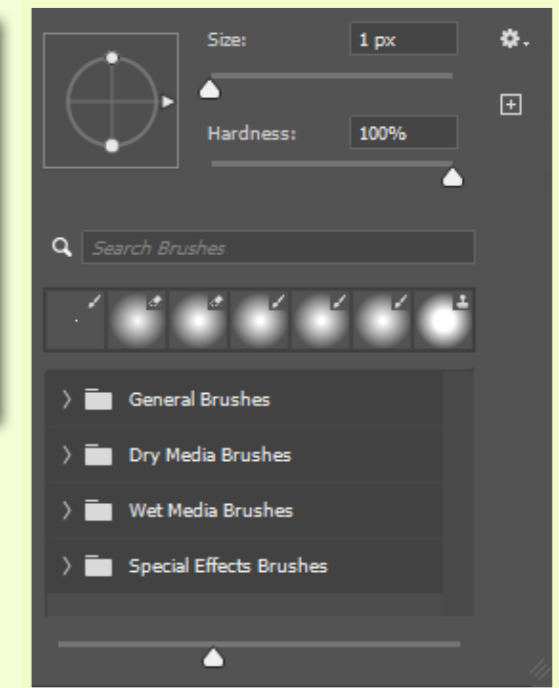 Size: 1 px
Hardness: 100%
Search Brushes
General Brushes
Dry Media Brushes
Wet Media Brushes
Special Effects Brushes